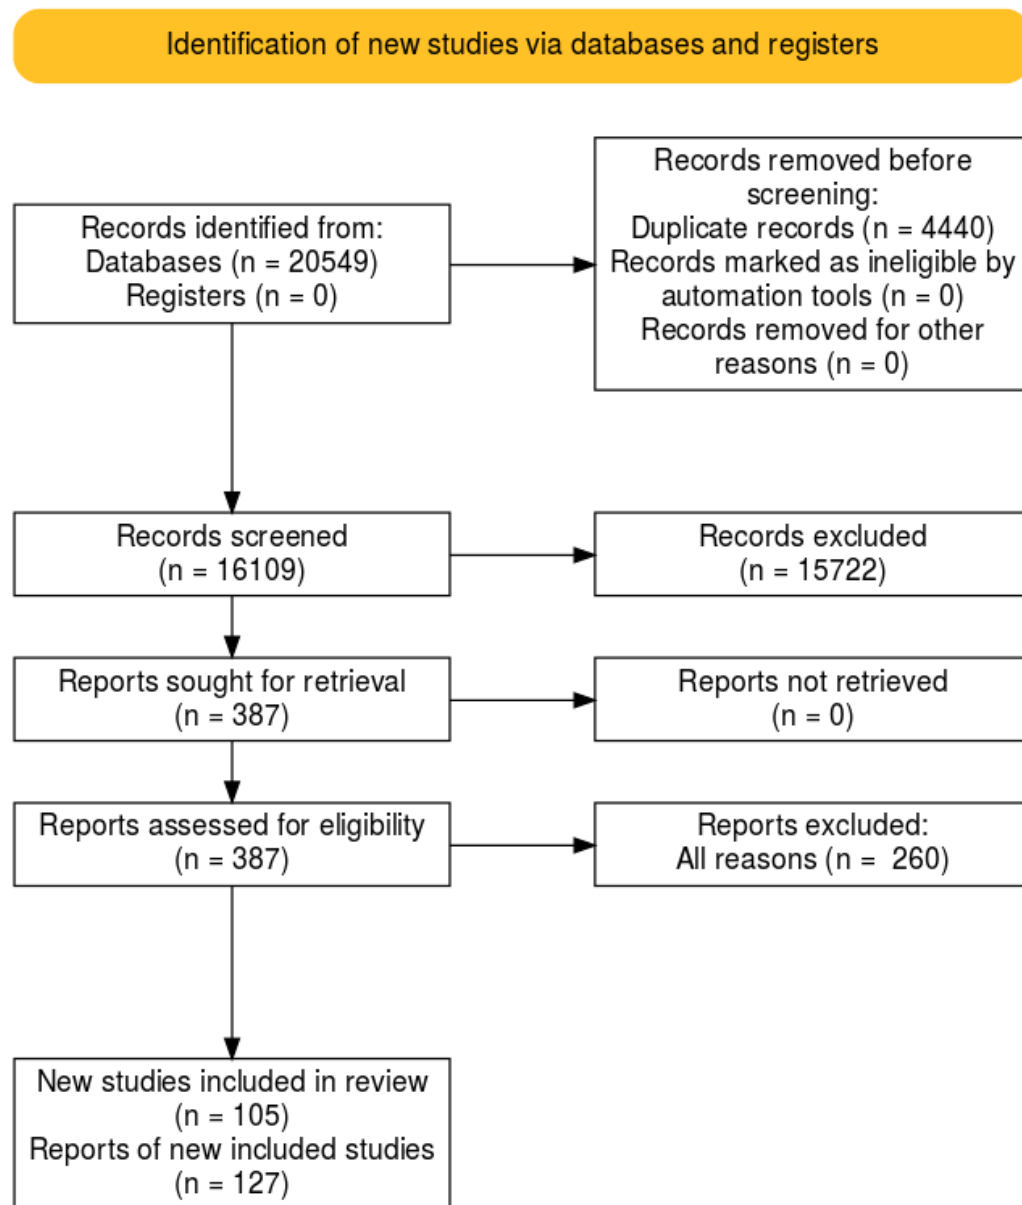 Identification of new studies via databases and registers
Records identified from:
Databases (n = 20549)
Registers (n = 0)
Records removed before
screening:
Duplicate records (n = 4440)
Records marked as ineligible by
automation tools (n = 0)
Records removed for other
reasons (n = 0)
Records screened
(n = 16109)
Records excluded
(n = 15722)
Reports sought for retrieval
(n = 387)
Reports not retrieved
(n = 0)
Reports assessed for eligibility
(n = 387)
Reports excluded:
All reasons (n =  260)
New studies included in review
(n = 105)
Reports of new included studies
(n = 127)